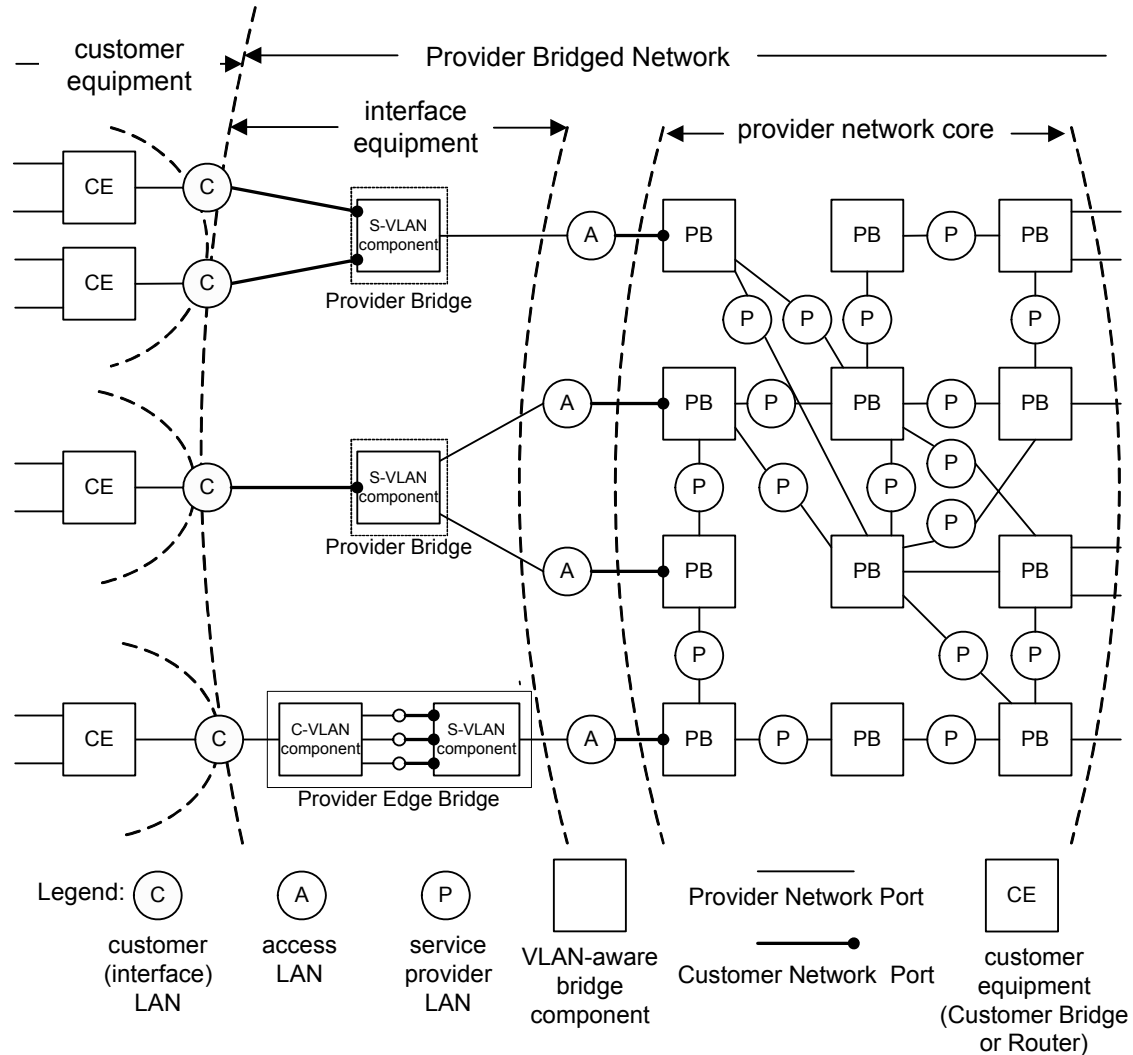 customer
equipment
Provider Bridged Network
interface
equipment
provider network core
CE
C
S-VLAN
component
A
PB
PB
P
PB
CE
C
Provider Bridge
P
P
P
P
CE
C
S-VLAN
component
Provider Bridge
A
A
PB
P
PB
P
PB
P
P
P
P
P
PB
PB
PB
P
P
P
CE
C
C-VLAN
component
S-VLAN
component
Provider Edge Bridge
A
PB
P
PB
P
PB
Legend:
C
customer
(interface)
LAN
A
access
LAN
P
service
provider
LAN
VLAN-aware
bridge
component
Provider Network Port
Customer Network Port
CE
customer
equipment
(Customer Bridge
or Router)